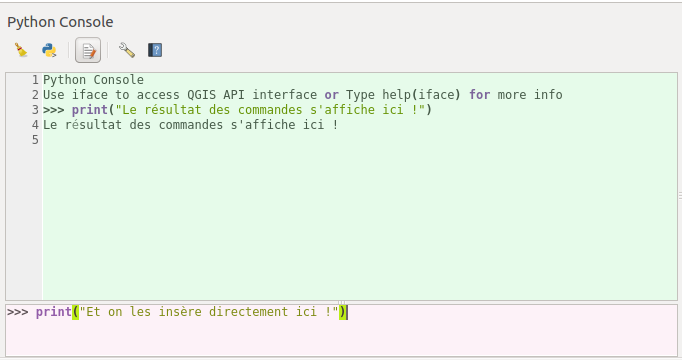 Python Console
1 Python Console
2 Use iface to access QGIS API interface or Type help(iface) for more info
3 >>> print("Le résultat des commandes s'affiche ici !")
4 Le résultat des commandes s'affiche ici !
5
>>> print("Et on les insère directement ici !")